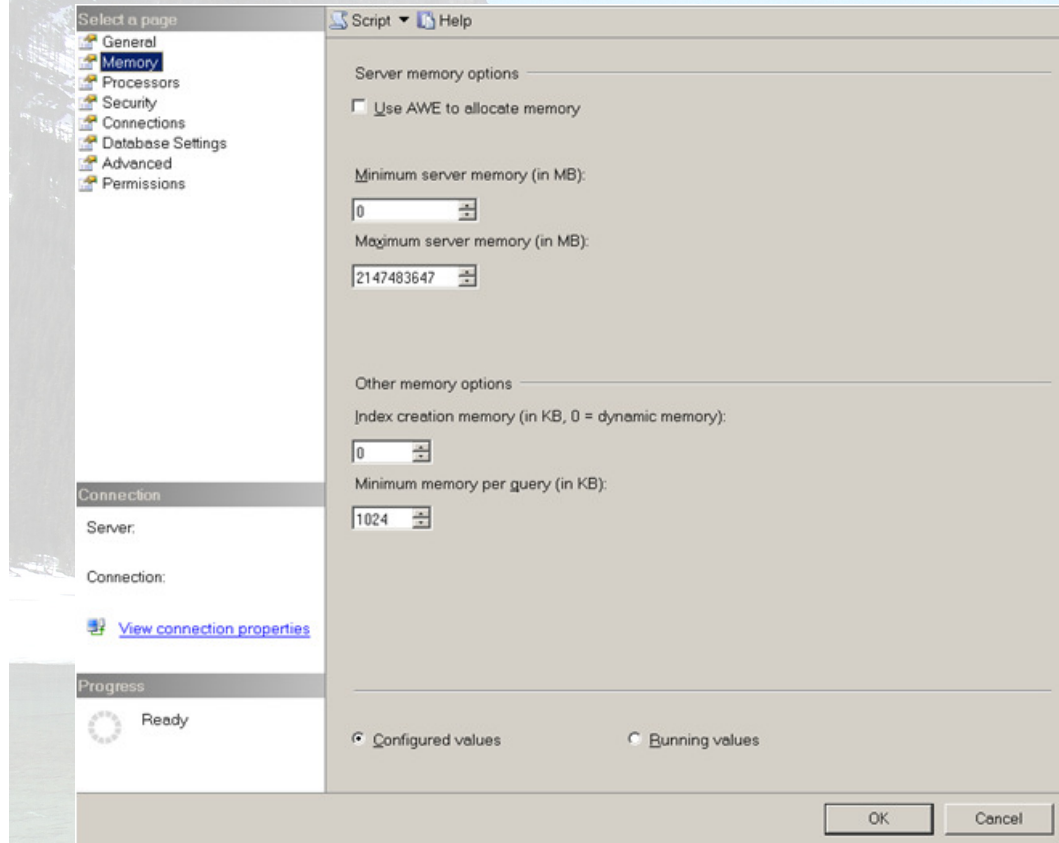 Select a page
General
Memory
Processors
Security
Connections
Database Settings
Advanced
Permissions
Connection
Server:
Connection:
View connection properties
Progress
Ready
Script Help
Server memory options
Use AWE to allocate memory
Minimum server memory (in MB):
0
Maximum server memory (in MB):
2147483647
Other memory options
Index creation memory (in KB, 0 = dynamic memory):
0
Minimum memory per query (in KB):
1024
Configured values Running values
OK Cancel